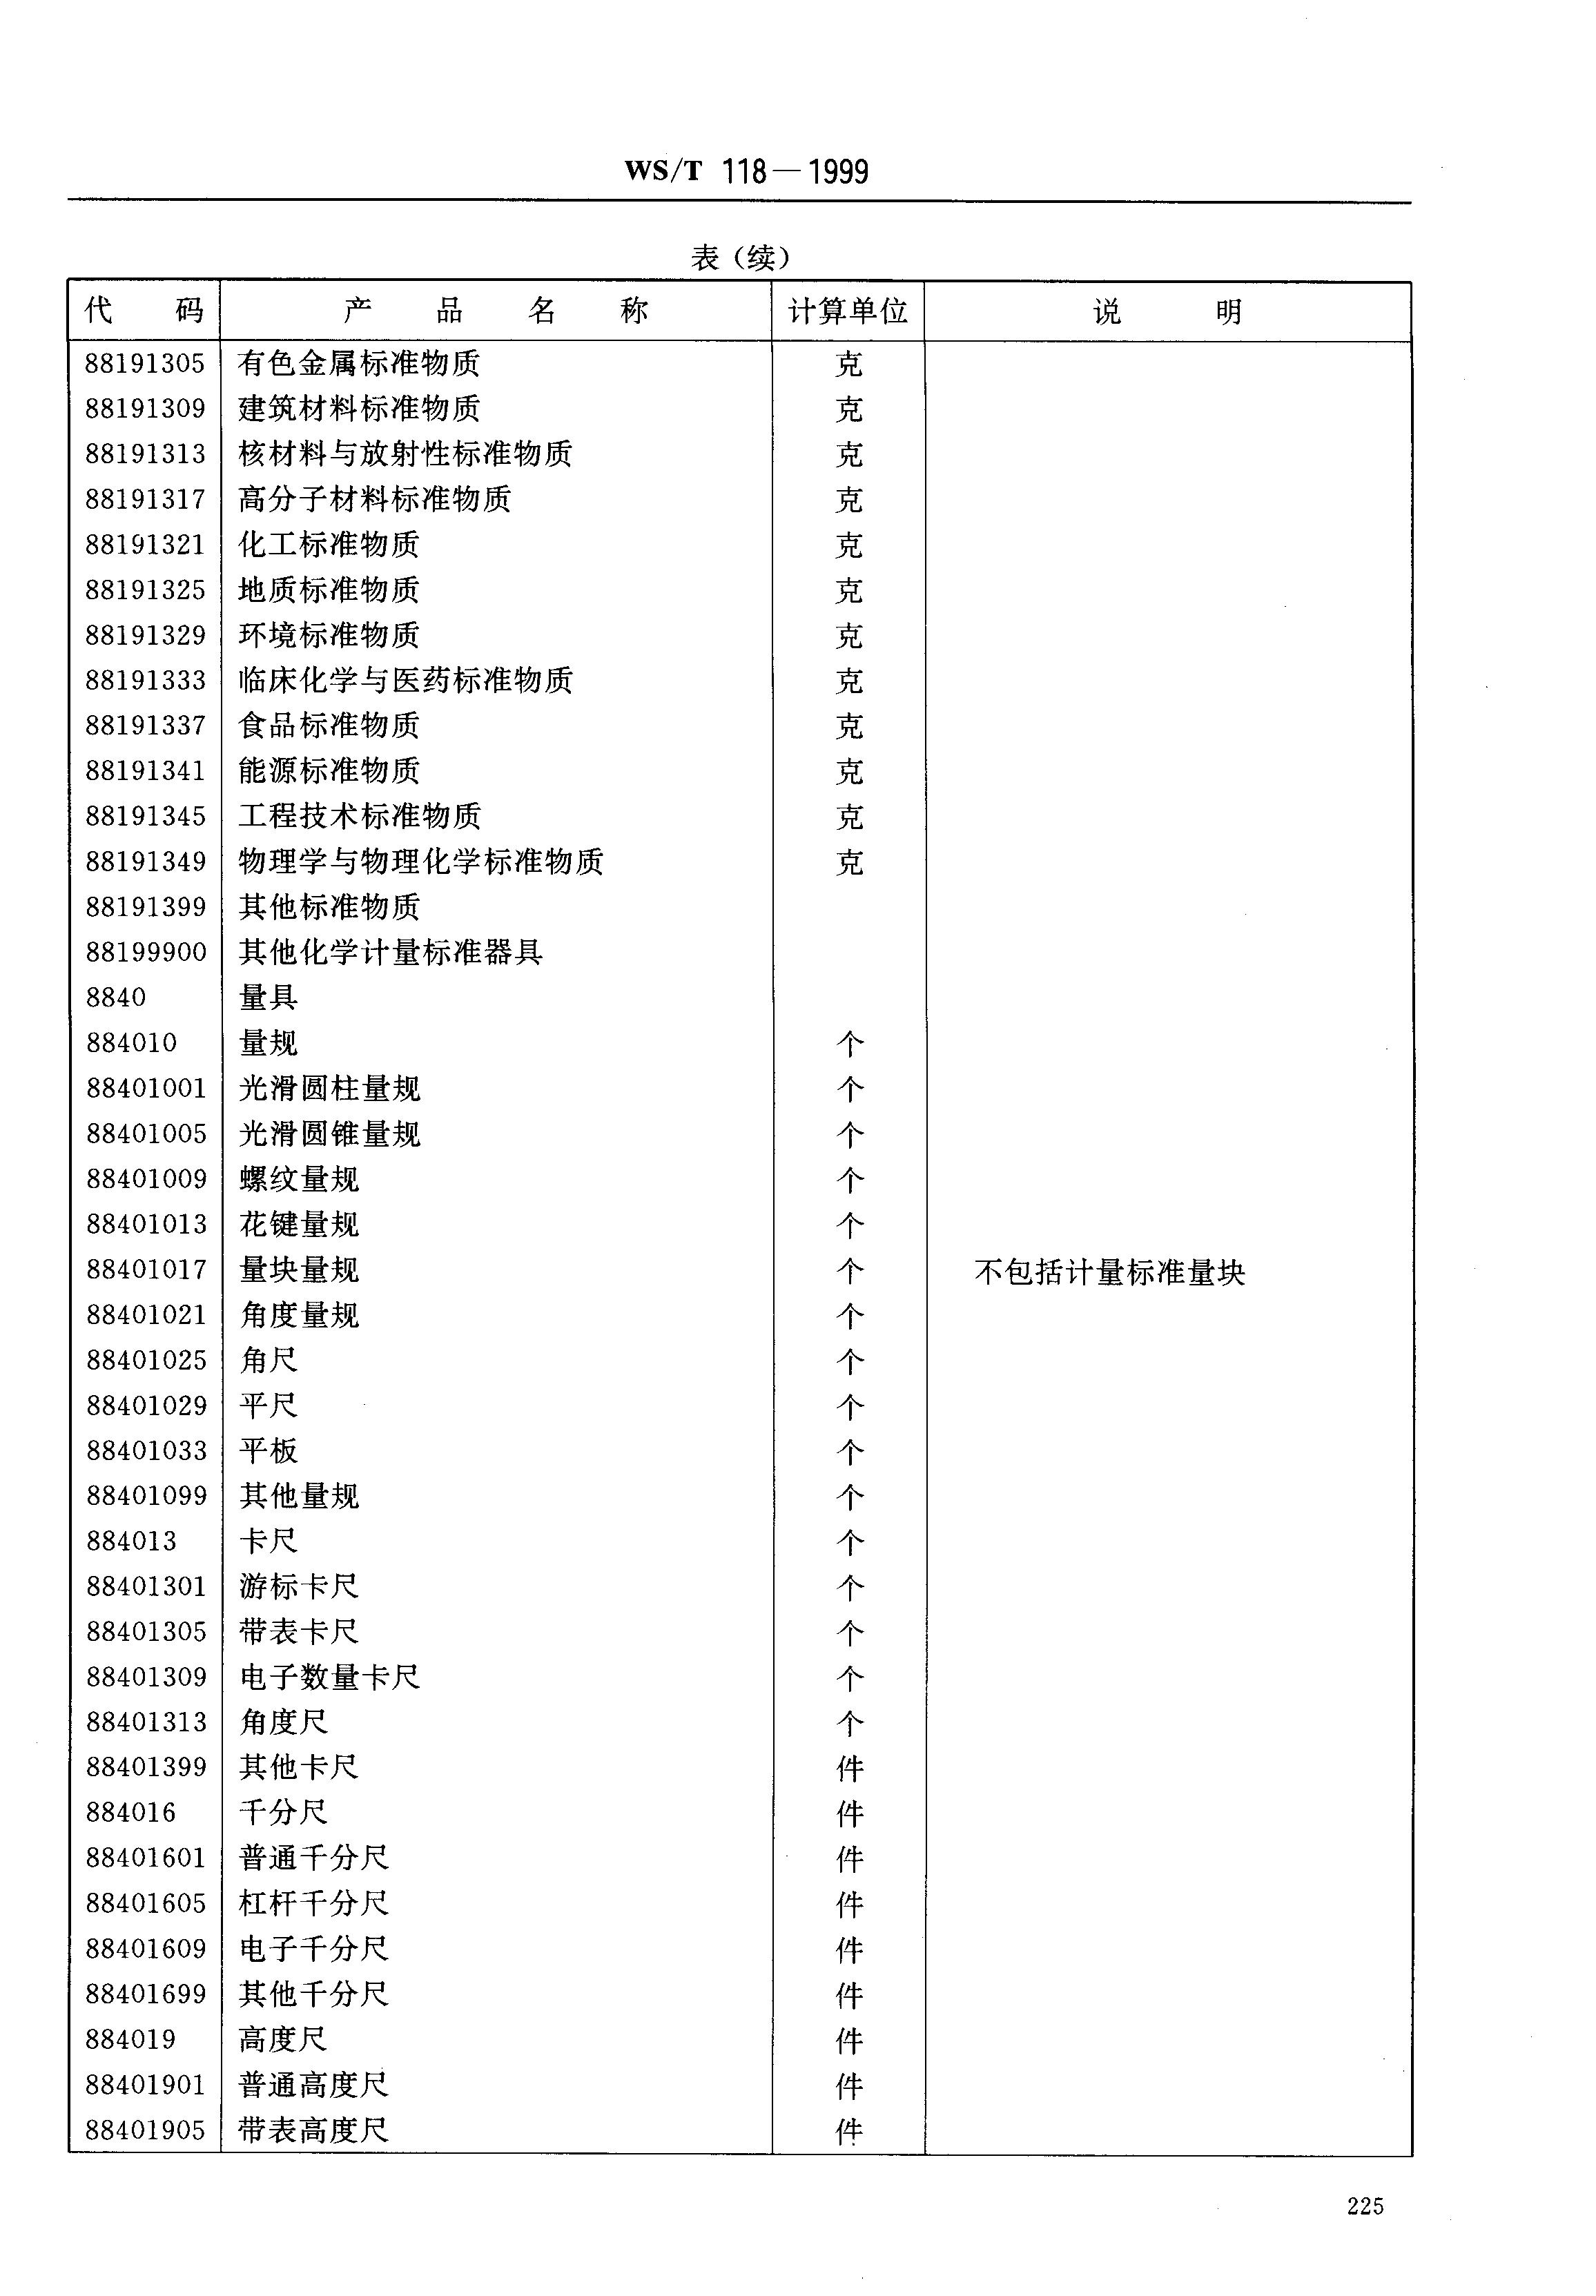 WS/T 118—1999
表（续）
代 码 产 品 名 称 计算单位 说 明
88191305 有色金属标准物质 克
88191309 建筑材料标准物质 克
88191313 核材料与放射性标准物质 克
88191317 高分子材料标准物质 克
88191321 化工标准物质 克
88191325 地质标准物质 克
88191329 环境标准物质 克
88191333 临床化学与医药标准物质 克
88191337 食品标准物质 克
88191341 能源标准物质 克
88191345 工程技术标准物质 克
88191349 物理学与物理化学标准物质 克
88191399 其他标准物质
88199900 其他化学计量标准器具
8840 量具
884010 量规 个
88401001 光滑圆柱量规 个
88401005 光滑圆锥量规 个
88401009 螺纹量规 个
88401013 花键量规 个
88401017 量块量规 个 不包括计量标准量块
88401021 角度量规 个
88401025 角尺 个
88401029 平尺 个
88401033 平板 个
88401099 其他量规 个
884013 卡尺 个
88401301 游标卡尺 个
88401305 带表卡尺 个
88401309 电子数量卡尺 个
88401313 角度尺 个
88401399 其他卡尺 件
884016 千分尺 件
88401601 普通千分尺 件
88401605 杠杆千分尺 件
88401609 电子千分尺 件
88401699 其他千分尺 件
884019 高度尺 件
88401901 普通高度尺 件
88401905 带表高度尺 件
225